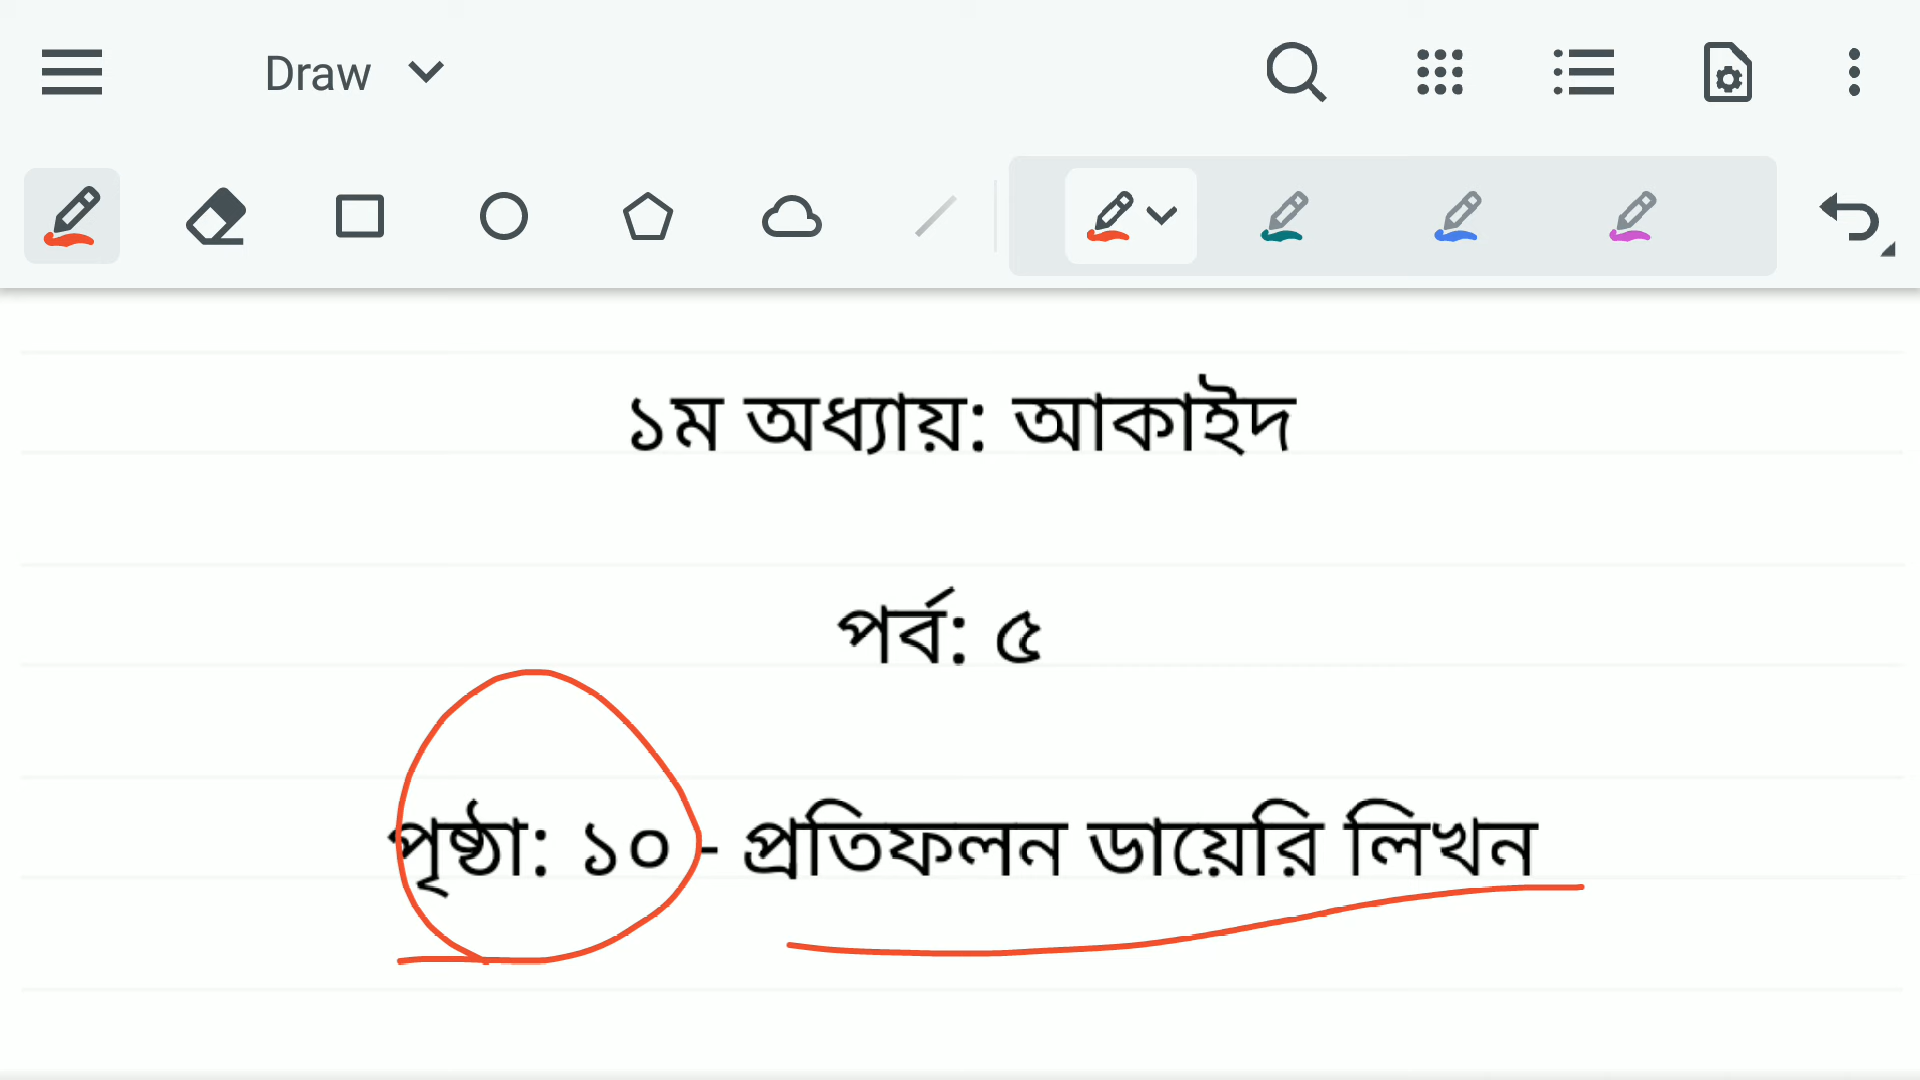 Draw
১ম অধ্যায়: আকাইদ
পর্ব: ৫
পৃষ্ঠা: ১০ - প্রতিফলন ডায়েরি লিখন